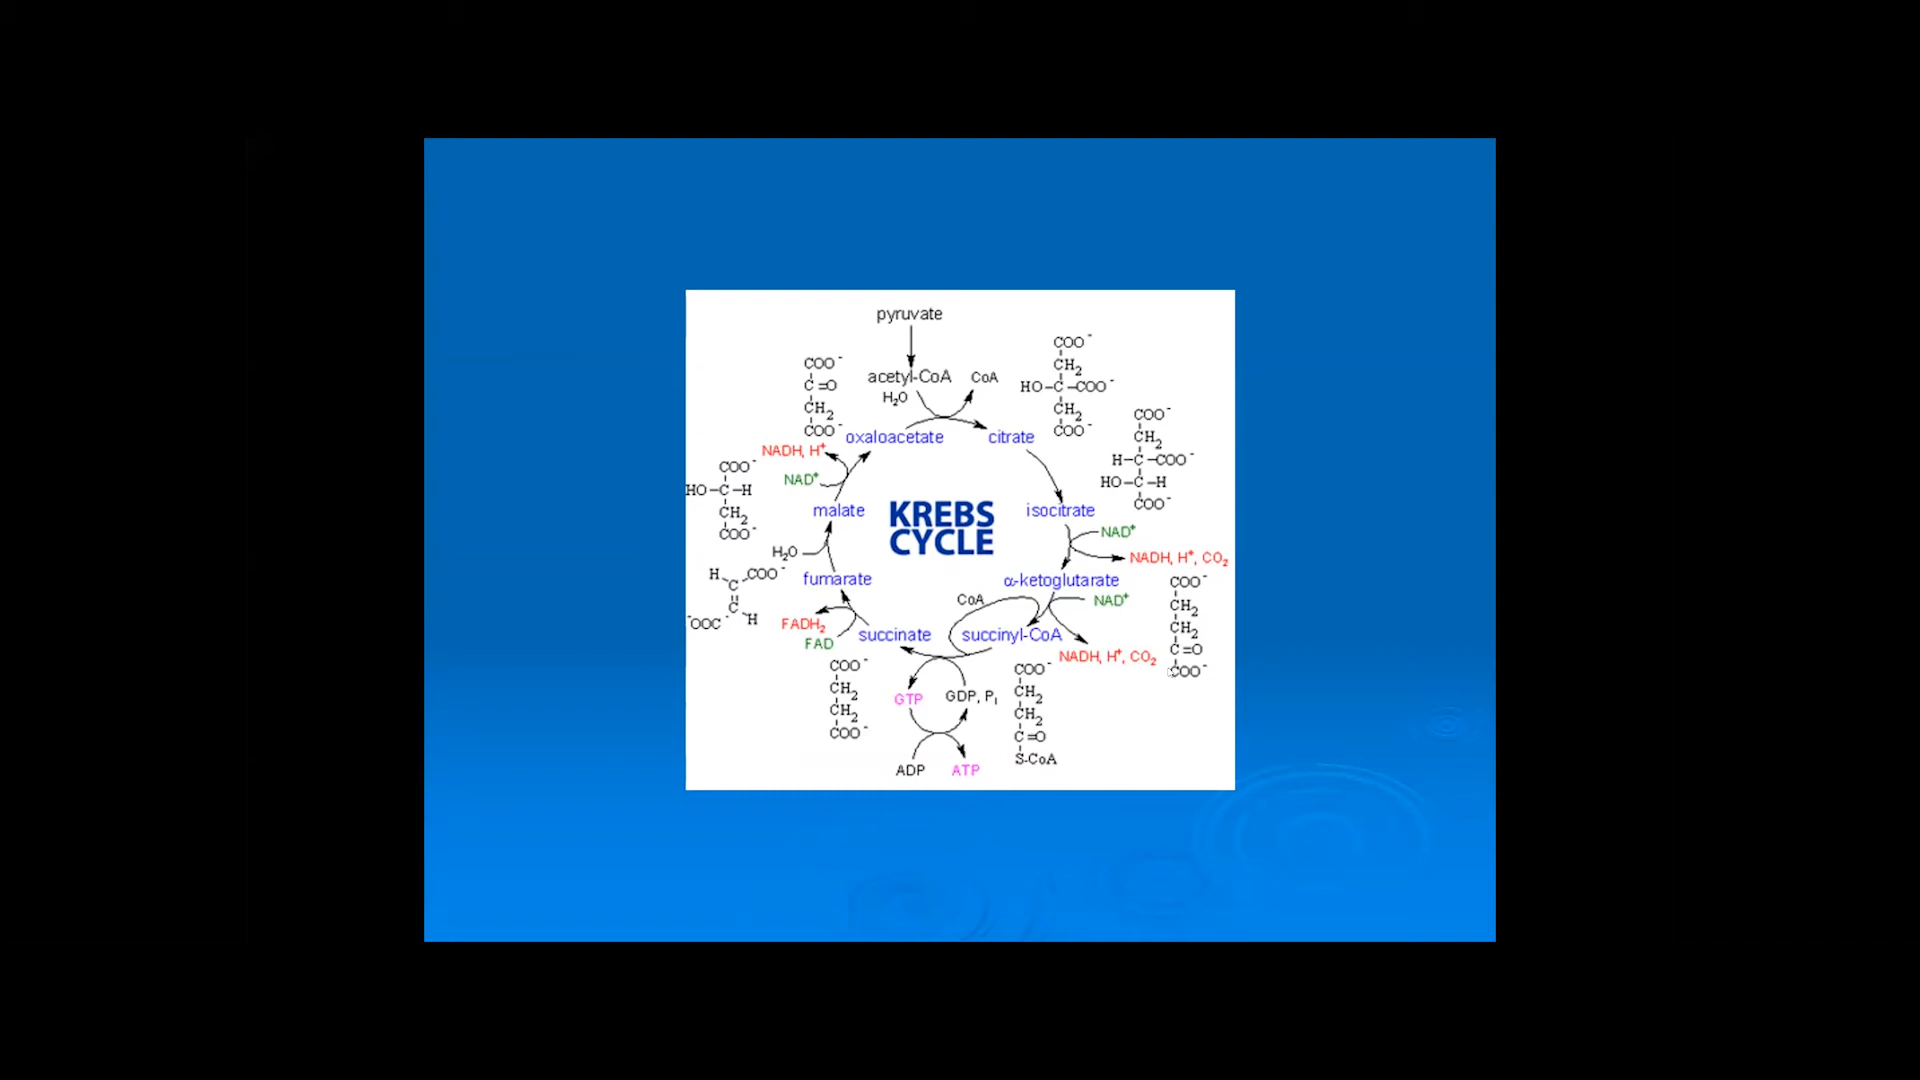 pyruvate
acetyl-CoA
CoA
H₂O
oxaloacetate
citrate
COO⁻
C=O
CH₂
COO⁻
COO⁻
CH₂
HO-C-COO⁻
CH₂
COO⁻
COO⁻
CH₂
H-C-COO⁻
HO-C-H
COO⁻
NADH, H⁺
NAD⁺
COO⁻
HO-C-H
CH₂
COO⁻
malate
KREBS
CYCLE
isocitrate
NAD⁺
NADH, H⁺, CO₂
H₂O
fumarate
α-ketoglutarate
H
COO⁻
C
C
⁻OOC
H
CoA
NAD⁺
COO⁻
CH₂
CH₂
C=O
COO⁻
FADH₂
FAD
succinate
succinyl-CoA
NADH, H⁺, CO₂
COO⁻
CH₂
CH₂
COO⁻
GTP
GDP, Pᵢ
COO⁻
CH₂
CH₂
C=O
S-CoA
ADP
ATP